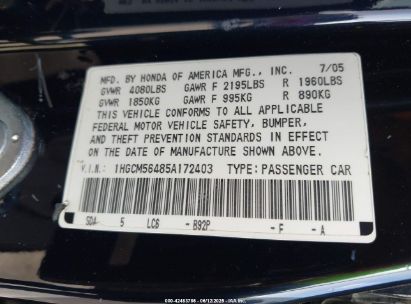 MFD. BY HONDA OF AMERICA MFG., INC. 7/05
GVWR 4080LBS GAWR F 2195LBS R 1960LBS
GVWR 1850KG GAWR F 995KG R 890KG
THIS VEHICLE CONFORMS TO ALL APPLICABLE
FEDERAL MOTOR VEHICLE SAFETY, BUMPER,
AND THEFT PREVENTION STANDARDS IN EFFECT
ON THE DATE OF MANUFACTURE SHOWN ABOVE.
V.I.N.: 1HGCM56485A172403 TYPE: PASSENGER CAR
SDA 5 LC6 - B92P - F - A